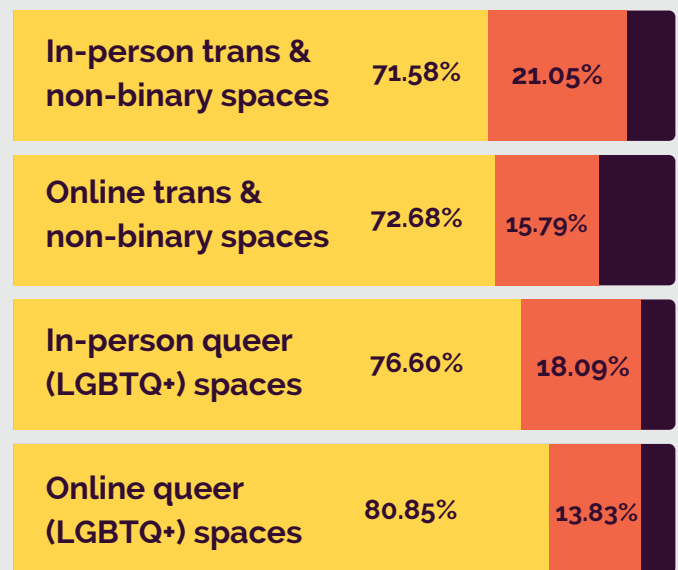 In-person trans &
non-binary spaces
71.58%
21.05%
Online trans &
non-binary spaces
72.68%
15.79%
In-person queer
(LGBTQ+) spaces
76.60%
18.09%
Online queer
(LGBTQ+) spaces
80.85%
13.83%